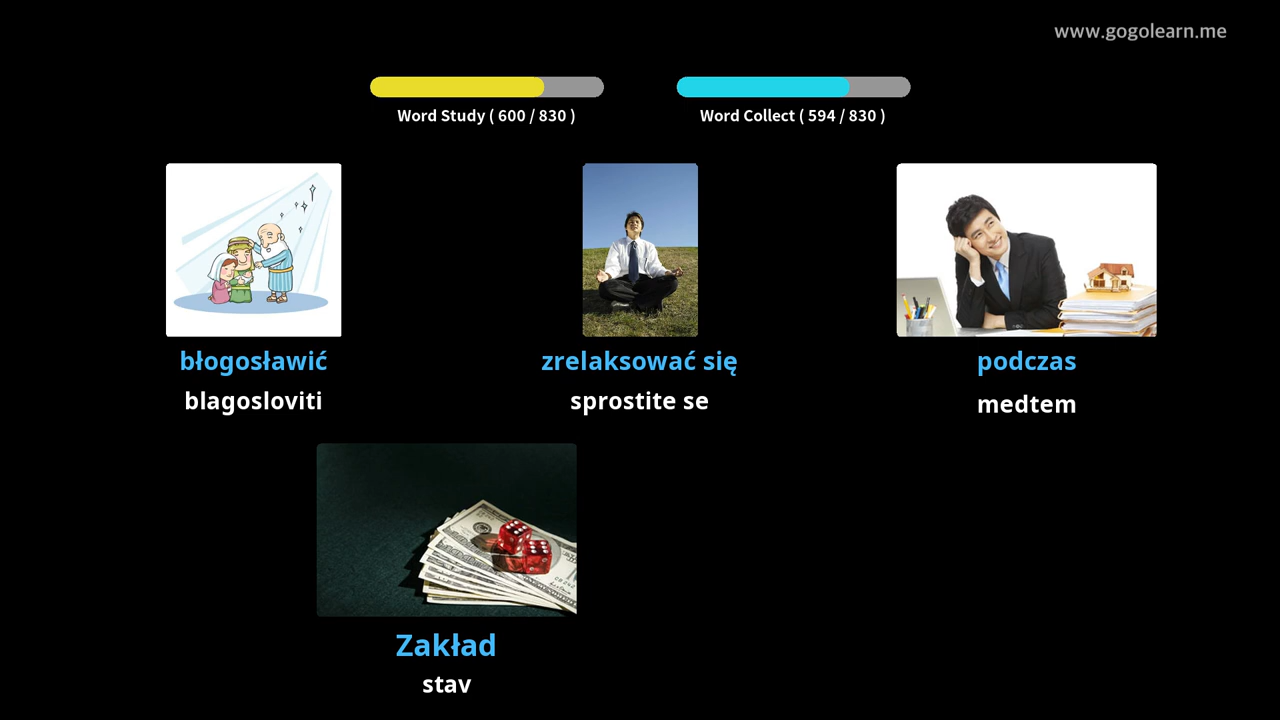 www.gogolearn.me
Word Study ( 600 / 830 )
Word Collect ( 594 / 830 )
błogosławić
zrelaksować się
podczas
blagosloviti
sprostite se
medtem
Zakład
stav